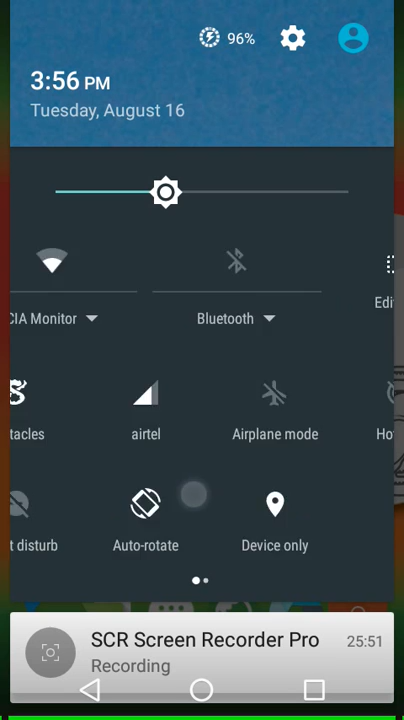 96%
3:56 PM
Tuesday, August 16
CIA Monitor
Bluetooth
Edi
tacles
airtel
Airplane mode
Ho
t disturb
Auto-rotate
Device only
SCR Screen Recorder Pro
25:51
Recording